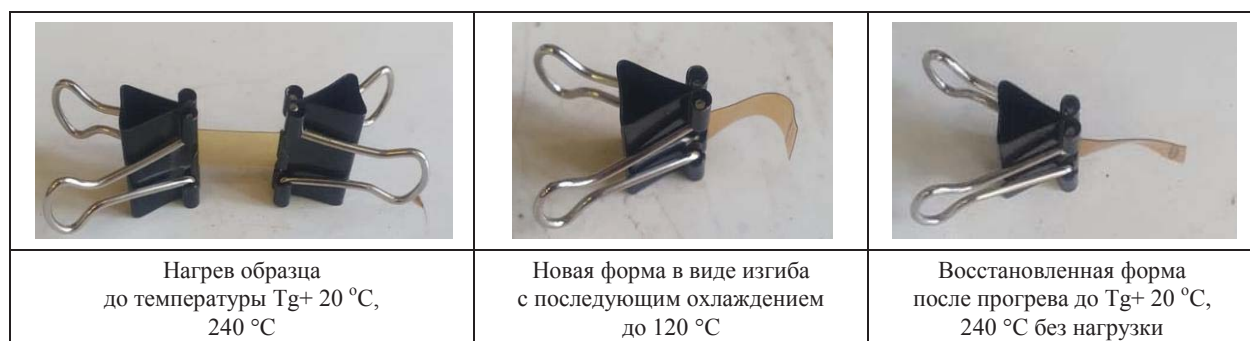 Нагрев образца
до температуры Tg+ 20 °C,
240 °C
Новая форма в виде изгиба
с последующим охлаждением
до 120 °C
Восстановленная форма
после прогрева до Tg+ 20 °C,
240 °C без нагрузки